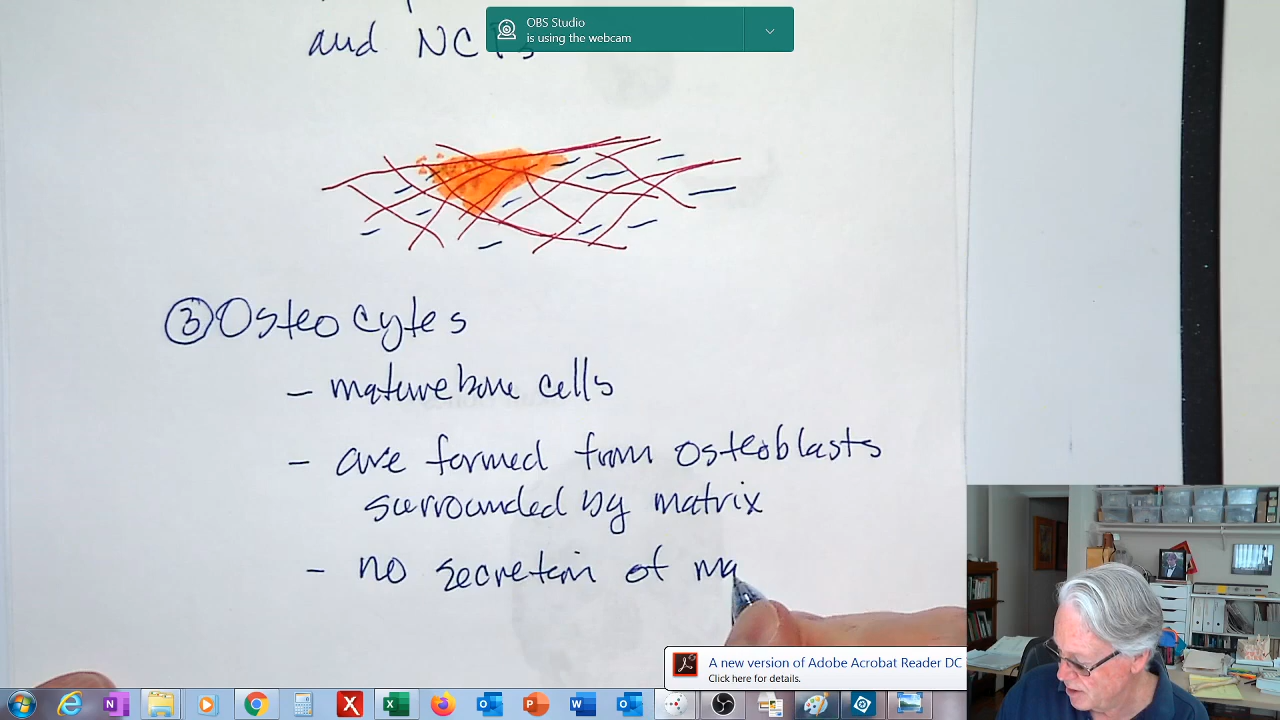 OBS Studio
is using the webcam
and NCPs
③ Osteocytes
- mature bone cells
- are formed from osteoblasts
surrounded by matrix
- no secretion of ma
A new version of Adobe Acrobat Reader DC
Click here for details.